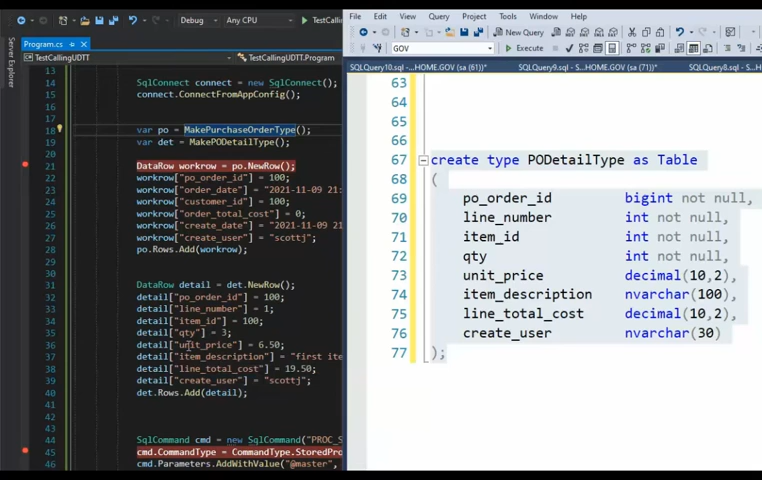 Debug
Any CPU
TestCalling
Program.cs
TestCallingUDTT
TestCallingUDTT.Program
Server Explorer
13
14 SqlConnect connect = new SqlConnect();
15 connect.ConnectFromAppConfig();
16
17
18 var po = MakePurchaseOrderType();
19 var det = MakePODetailType();
20
21 DataRow workrow = po.NewRow();
22 workrow["po_order_id"] = 100;
23 workrow["order_date"] = "2021-11-09 21:
24 workrow["customer_id"] = 100;
25 workrow["order_total_cost"] = 0;
26 workrow["create_date"] = "2021-11-09
27 workrow["create_user"] = "scottj";
28 po.Rows.Add(workrow);
29
30
31 DataRow detail = det.NewRow();
32 detail["po_order_id"] = 100;
33 detail["line_number"] = 1;
34 detail["item_id"] = 100;
35 detail["qty"] = 3;
36 detail["unit_price"] = 6.50;
37 detail["item_description"] = "first ite
38 detail["line_total_cost"] = 19.50;
39 detail["create_user"] = "scottj";
40 det.Rows.Add(detail);
41
42
43
44 SqlCommand cmd = new SqlCommand("PROC_S
45 cmd.CommandType = CommandType.StoredPro
46 cmd.Parameters.AddWithValue("@master",
File Edit View Query Project Tools Window Help
New Query
GOV
Execute
SQLQuery10.sql -...HOME.GOV (sa (61))*
SQLQuery9.sql -...HOME.GOV (sa (53))*
SQLQuery8.sql
63
64
65
66
67 create type PODetailType as Table
68 (
69 po_order_id bigint not null,
70 line_number int not null,
71 item_id int not null,
72 qty int not null,
73 unit_price decimal(10,2),
74 item_description nvarchar(100),
75 line_total_cost decimal(10,2),
76 create_user nvarchar(30)
77 );